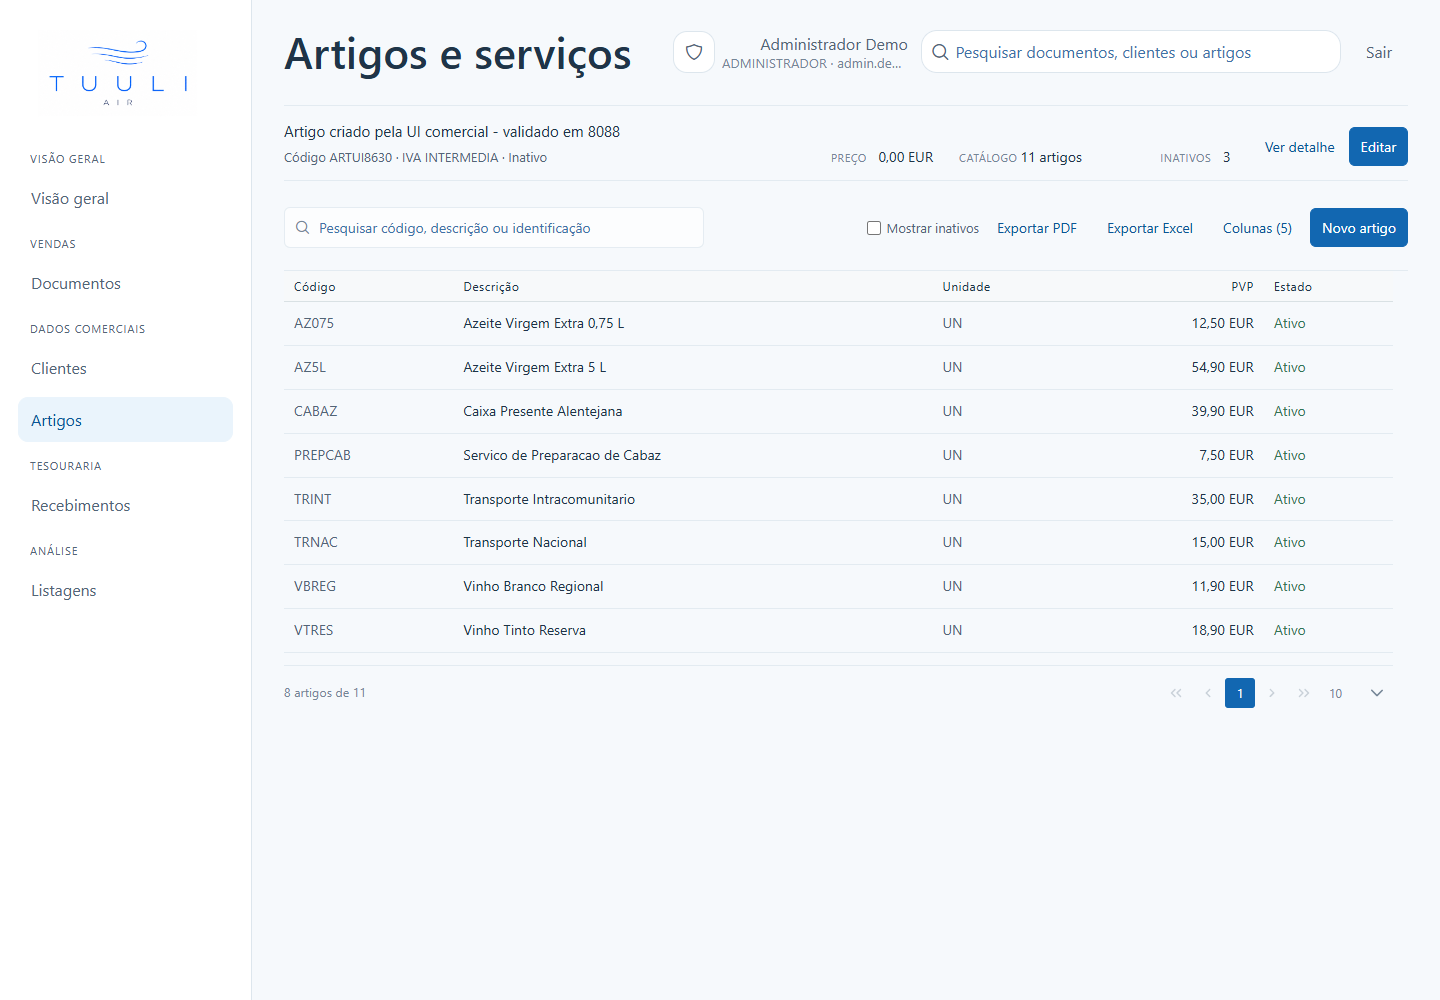 TUULI
AIR
VISÃO GERAL
Visão geral
VENDAS
Documentos
DADOS COMERCIAIS
Clientes
Artigos
TESOURARIA
Recebimentos
ANÁLISE
Listagens
Artigos e serviços
Administrador Demo
ADMINISTRADOR · admin.de...
Pesquisar documentos, clientes ou artigos
Sair
Artigo criado pela UI comercial - validado em 8088
Código ARTUI8630 · IVA INTERMEDIA · Inativo
PREÇO 0,00 EUR
CATÁLOGO 11 artigos
INATIVOS 3
Ver detalhe
Editar
Pesquisar código, descrição ou identificação
Mostrar inativos
Exportar PDF
Exportar Excel
Colunas (5)
Novo artigo
Código Descrição Unidade PVP Estado
AZ075 Azeite Virgem Extra 0,75 L UN 12,50 EUR Ativo
AZ5L Azeite Virgem Extra 5 L UN 54,90 EUR Ativo
CABAZ Caixa Presente Alentejana UN 39,90 EUR Ativo
PREPCAB Servico de Preparacao de Cabaz UN 7,50 EUR Ativo
TRINT Transporte Intracomunitario UN 35,00 EUR Ativo
TRNAC Transporte Nacional UN 15,00 EUR Ativo
VBREG Vinho Branco Regional UN 11,90 EUR Ativo
VTRES Vinho Tinto Reserva UN 18,90 EUR Ativo
8 artigos de 11
1
10